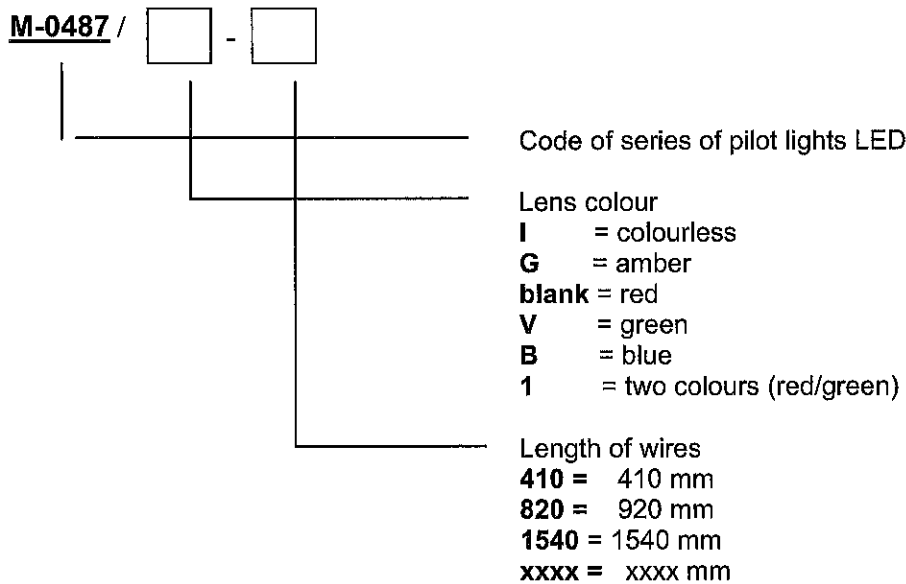 M-0487 / -
Code of series of pilot lights LED
Lens colour
I = colourless
G = amber
blank = red
V = green
B = blue
1 = two colours (red/green)
Length of wires
410 = 410 mm
820 = 920 mm
1540 = 1540 mm
xxxx = xxxx mm